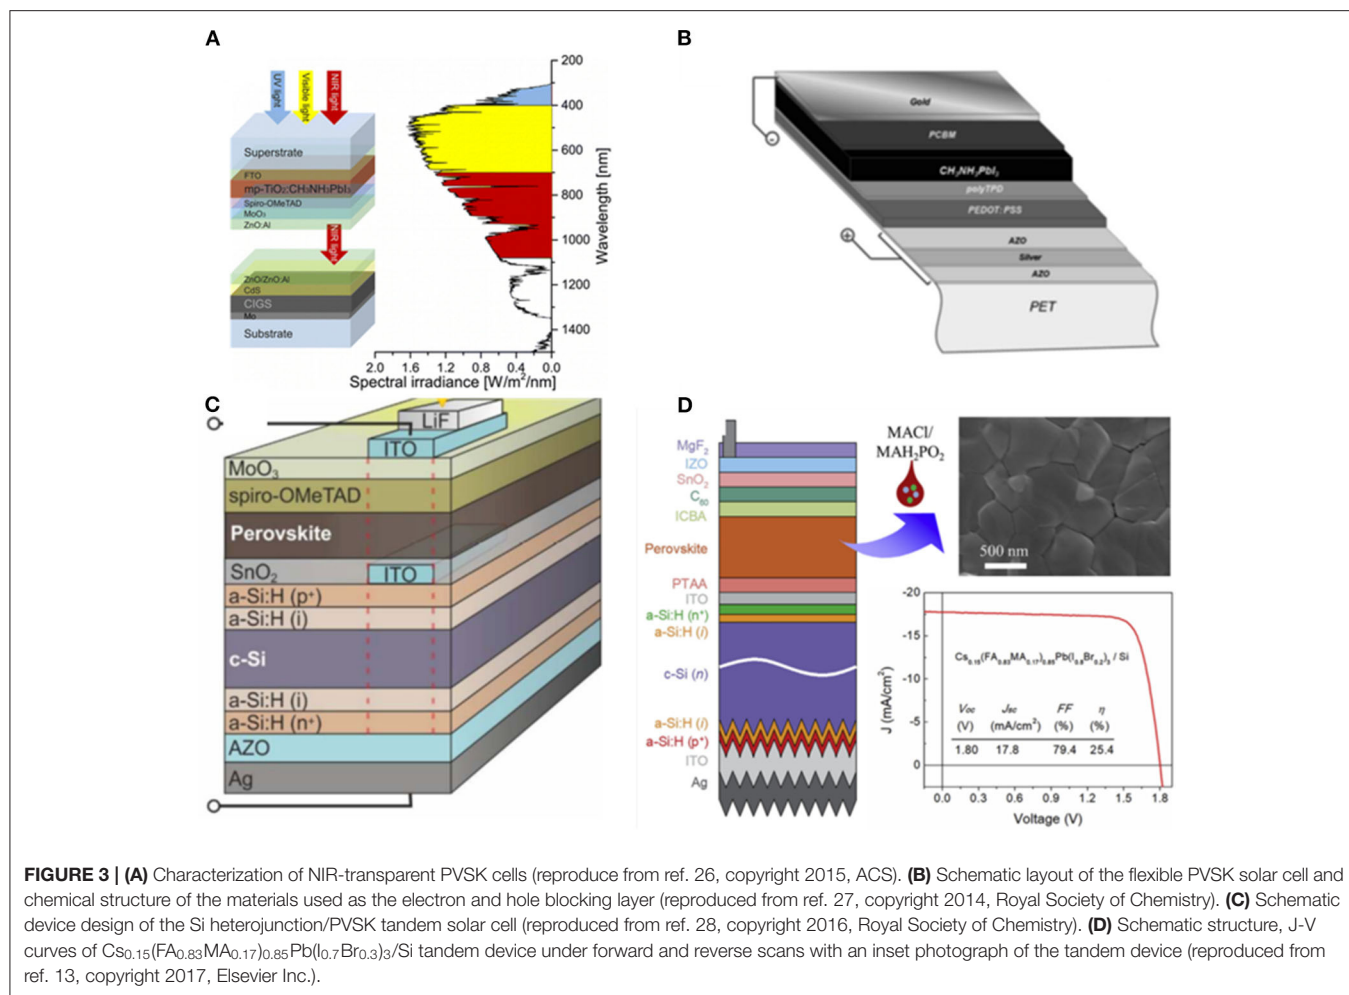 A
UV light
Visible light
NIR light
Superstrate
FTO
mp-TiO₂:CH₃NH₃PbI₃
Spiro-OMeTAD
MoO₃
ZnO:Al
NIR light
ZnO/ZnO:Al
CdS
CIGS
Mo
Substrate
200
400
600
800
1000
1200
1400
Wavelength [nm]
2.0 1.6 1.2 0.8 0.4 0.0
Spectral irradiance [W/m²/nm]
B
Gold
PCBM
CH₃NH₃PbI₃
polyTPD
PEDOT:PSS
AZO
Silver
AZO
PET
-
+
C
LiF
ITO
MoO₃
spiro-OMeTAD
Perovskite
SnO₂
ITO
a-Si:H (p⁺)
a-Si:H (i)
c-Si
a-Si:H (i)
a-Si:H (n⁺)
AZO
Ag
D
MgF₂
IZO
SnO₂
C₆₀
ICBA
Perovskite
PTAA
ITO
a-Si:H (n⁺)
a-Si:H (i)
c-Si (n)
a-Si:H (i)
a-Si:H (p⁺)
ITO
Ag
MACl/
MAH₂PO₂
500 nm
-20
-15
-10
-5
0
J (mA/cm²)
Cs₀.₁₅(FA₀.₈₃MA₀.₁₇)₀.₈₅Pb(I₀.₈Br₀.₂)₃ / Si
Voc Jsc FF η
(V) (mA/cm²) (%) (%)
1.80 17.8 79.4 25.4
0.0 0.3 0.6 0.9 1.2 1.5 1.8
Voltage (V)
FIGURE 3 | (A) Characterization of NIR-transparent PVSK cells (reproduce from ref. 26, copyright 2015, ACS). (B) Schematic layout of the flexible PVSK solar cell and
chemical structure of the materials used as the electron and hole blocking layer (reproduced from ref. 27, copyright 2014, Royal Society of Chemistry). (C) Schematic
device design of the Si heterojunction/PVSK tandem solar cell (reproduced from ref. 28, copyright 2016, Royal Society of Chemistry). (D) Schematic structure, J-V
curves of Cs₀.₁₅(FA₀.₈₃MA₀.₁₇)₀.₈₅Pb(I₀.₇Br₀.₃)₃/Si tandem device under forward and reverse scans with an inset photograph of the tandem device (reproduced from
ref. 13, copyright 2017, Elsevier Inc.).